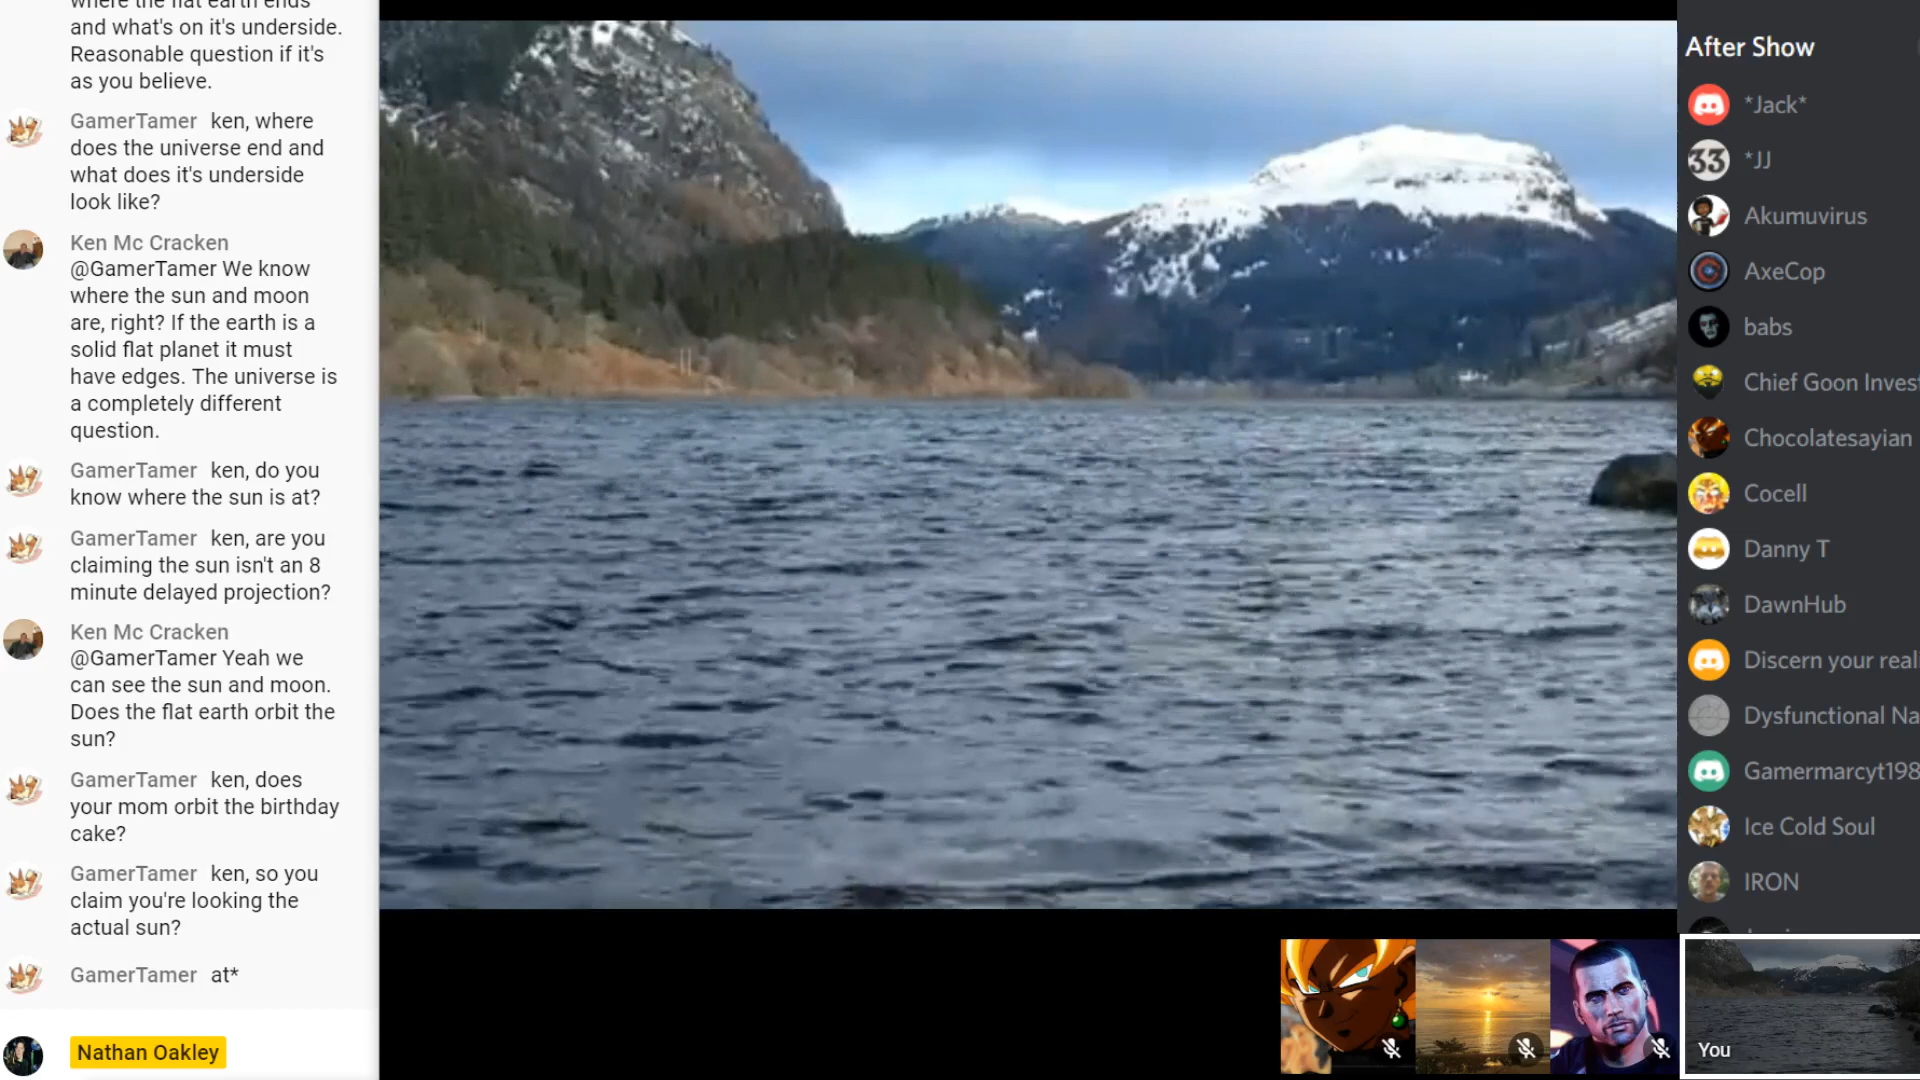 where the flat earth ends
and what's on it's underside.
Reasonable question if it's
as you believe.
GamerTamer ken, where
does the universe end and
what does it's underside
look like?
Ken Mc Cracken
@GamerTamer We know
where the sun and moon
are, right? If the earth is a
solid flat planet it must
have edges. The universe is
a completely different
question.
GamerTamer ken, do you
know where the sun is at?
GamerTamer ken, are you
claiming the sun isn't an 8
minute delayed projection?
Ken Mc Cracken
@GamerTamer Yeah we
can see the sun and moon.
Does the flat earth orbit the
sun?
GamerTamer ken, does
your mom orbit the birthday
cake?
GamerTamer ken, so you
claim you're looking the
actual sun?
GamerTamer at*
Nathan Oakley
After Show
*Jack*
33 *JJ
Akumuvirus
AxeCop
babs
Chief Goon Invest
Chocolatesayian
Cocell
Danny T
DawnHub
Discern your reali
Dysfunctional Na
Gamermarcyt198
Ice Cold Soul
IRON
You